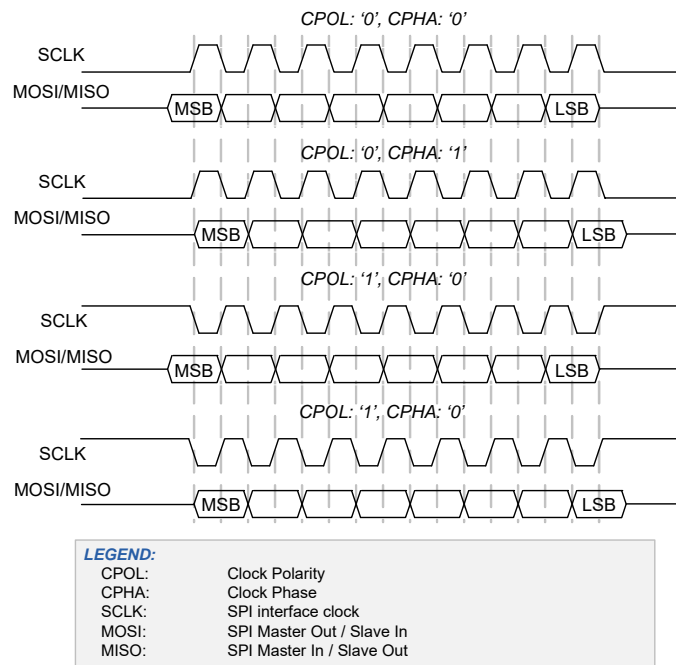 CPOL: ‘0’, CPHA: ‘0’
SCLK
MOSI/MISO
MSB LSB
CPOL: ‘0’, CPHA: ‘1’
SCLK
MOSI/MISO
MSB LSB
CPOL: ‘1’, CPHA: ‘0’
SCLK
MOSI/MISO
MSB LSB
CPOL: ‘1’, CPHA: ‘0’
SCLK
MOSI/MISO
MSB LSB
LEGEND:
CPOL: Clock Polarity
CPHA: Clock Phase
SCLK: SPI interface clock
MOSI: SPI Master Out / Slave In
MISO: SPI Master In / Slave Out